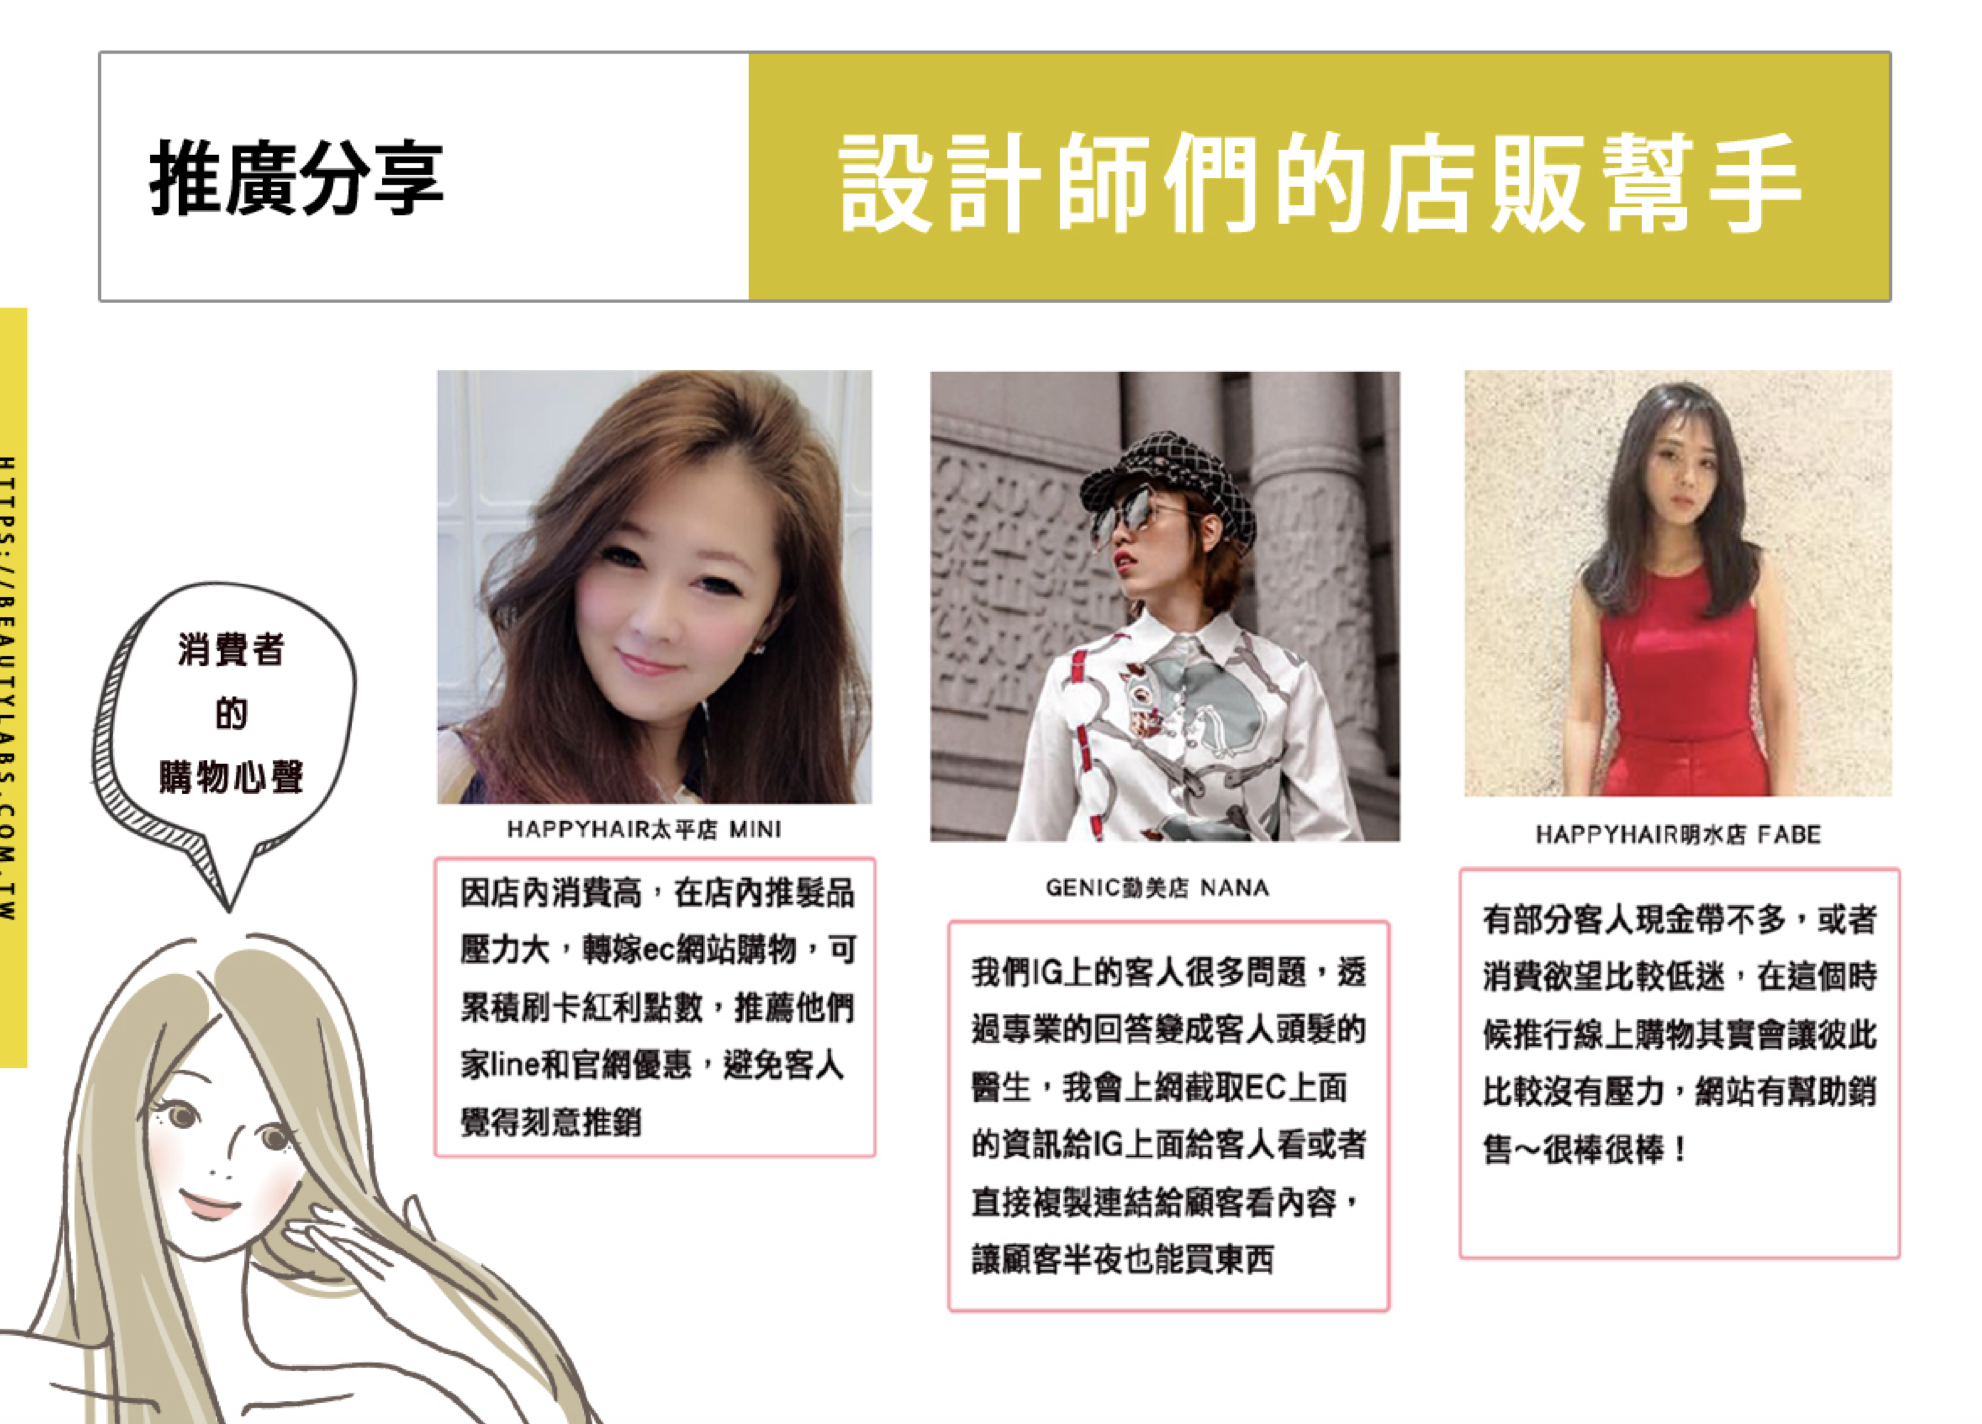 推廣分享
設計師們的店販幫手
HTTPS://BEAUTYLABS.COM.TW
消費者
的
購物心聲
HAPPYHAIR太平店 MINI
因店內消費高，在店內推髮品
壓力大，轉嫁ec網站購物，可
累積刷卡紅利點數，推薦他們
家line和官網優惠，避免客人
覺得刻意推銷
GENIC勤美店 NANA
我們IG上的客人很多問題，透
過專業的回答變成客人頭髮的
醫生，我會上網截取EC上面
的資訊給IG上面給客人看或者
直接複製連結給顧客看內容，
讓顧客半夜也能買東西
HAPPYHAIR明水店 FABE
有部分客人現金帶不多，或者
消費欲望比較低迷，在這個時
候推行線上購物其實會讓彼此
比較沒有壓力，網站有幫助銷
售～很棒很棒！